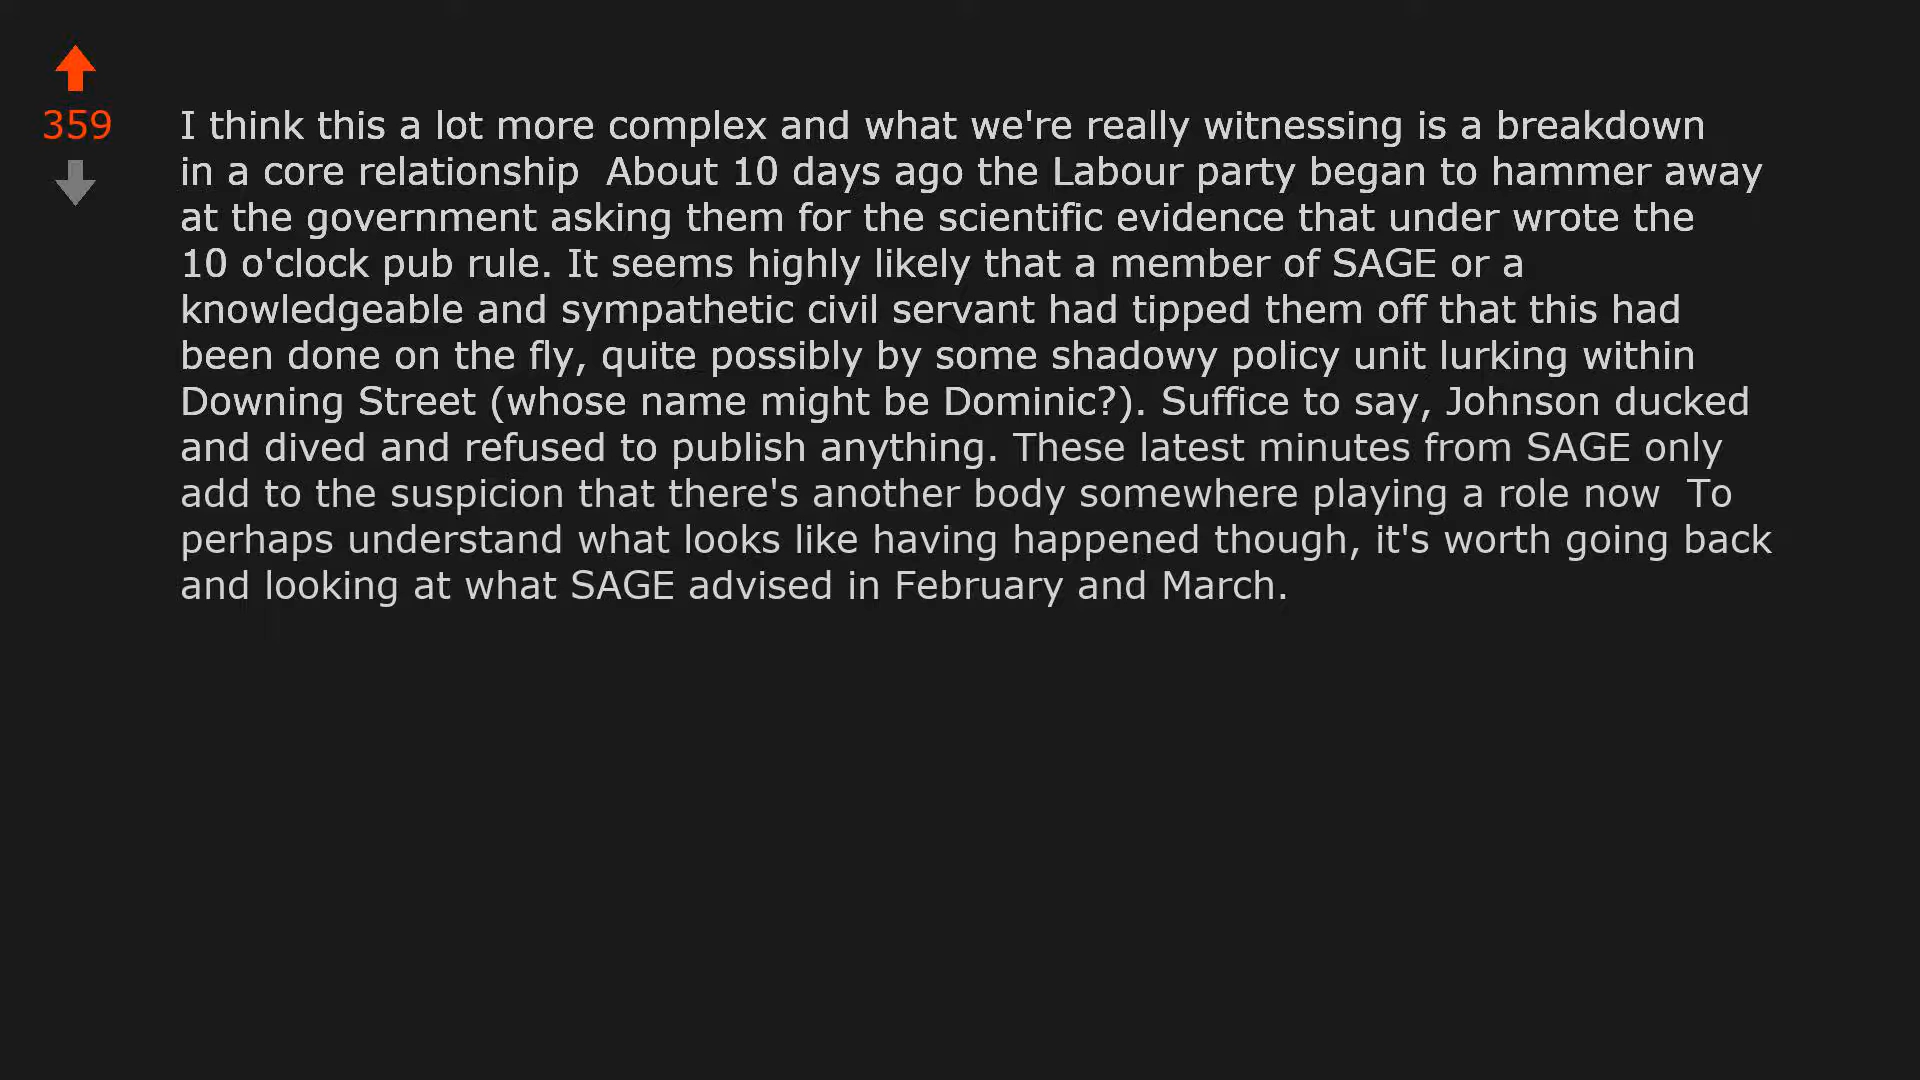 359
I think this a lot more complex and what we're really witnessing is a breakdown
in a core relationship  About 10 days ago the Labour party began to hammer away
at the government asking them for the scientific evidence that under wrote the
10 o'clock pub rule. It seems highly likely that a member of SAGE or a
knowledgeable and sympathetic civil servant had tipped them off that this had
been done on the fly, quite possibly by some shadowy policy unit lurking within
Downing Street (whose name might be Dominic?). Suffice to say, Johnson ducked
and dived and refused to publish anything. These latest minutes from SAGE only
add to the suspicion that there's another body somewhere playing a role now  To
perhaps understand what looks like having happened though, it's worth going back
and looking at what SAGE advised in February and March.